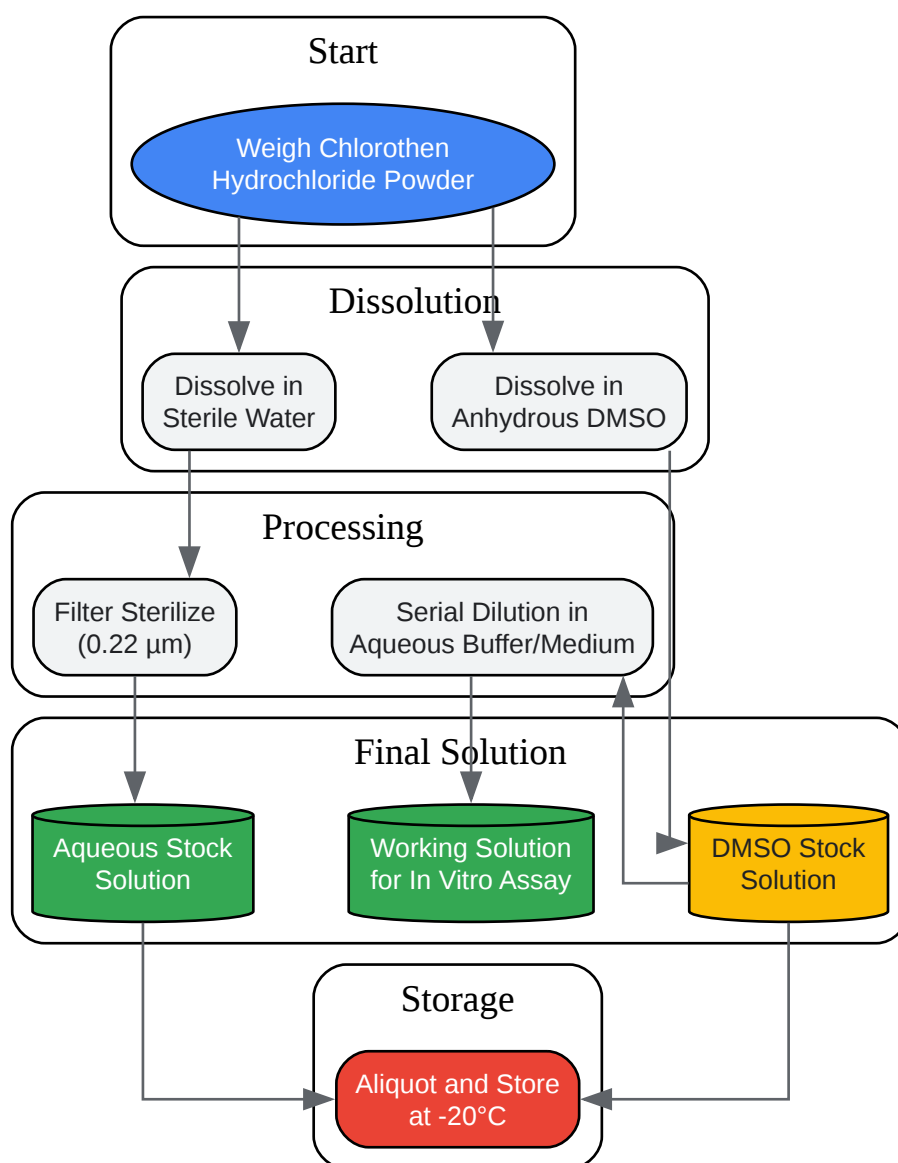 Start
Weigh Chlorothen
Hydrochloride Powder
Dissolution
Dissolve in
Sterile Water
Dissolve in
Anhydrous DMSO
Processing
Filter Sterilize
(0.22 µm)
Serial Dilution in
Aqueous Buffer/Medium
Final Solution
Aqueous Stock
Solution
Working Solution
for In Vitro Assay
DMSO Stock
Solution
Storage
Aliquot and Store
at -20°C